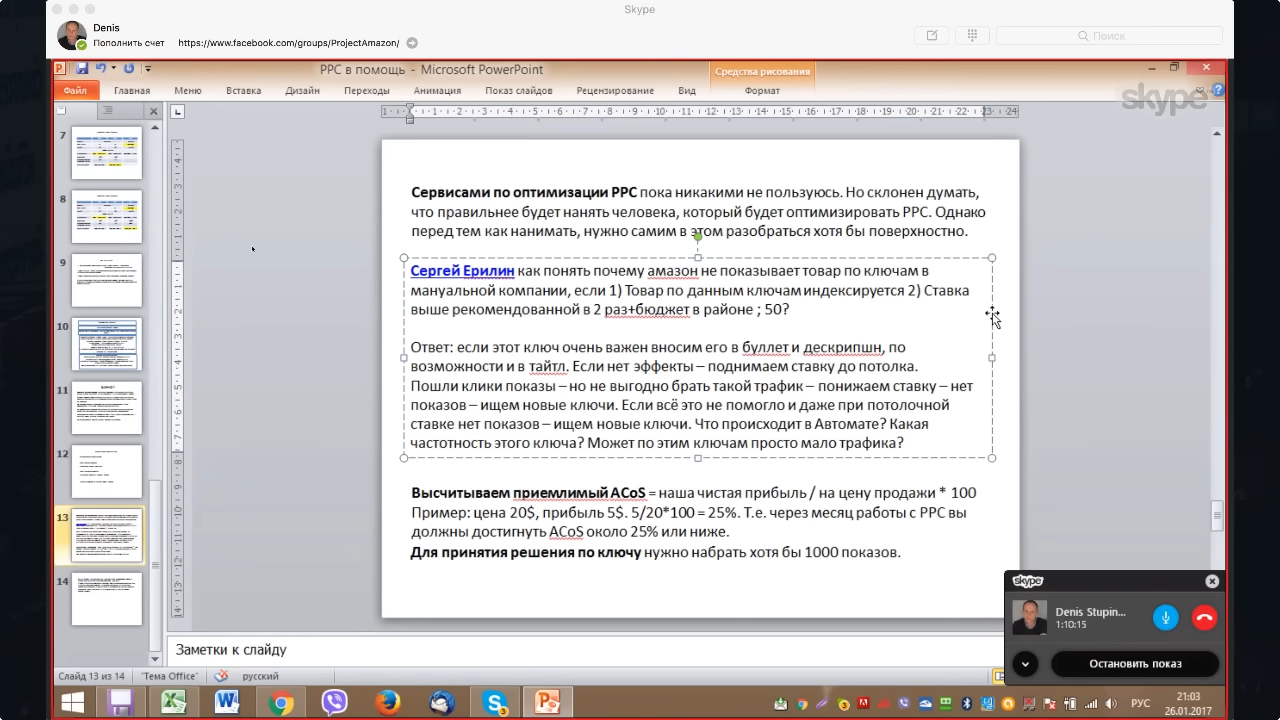 Skype
Denis
Пополнить счет https://www.facebook.com/groups/ProjectAmazon/
Поиск
PPC в помощь - Microsoft PowerPoint
Средства рисования
Файл Главная Меню Вставка Дизайн Переходы Анимация Показ слайдов Рецензирование Вид Формат
skype
7
8
9
10
11
12
13
14
Сервисами по оптимизации PPC пока никакими не пользуюсь. Но склонен думать,
что правильнее будет нанять человека, который будет оптимизировать PPC. Однако
перед тем как нанимать, нужно самим в этом разобраться хотя бы поверхностно.
Сергей Ерилин как понять почему амазон не показывает товар по ключам в
мануальной компании, если 1) Товар по данным ключам индексируется 2) Ставка
выше рекомендованной в 2 раз+бюджет в районе ; 50?
Ответ: если этот ключ очень важен вносим его в буллет и дескрипшн, по
возможности и в тайтл. Если нет эффекты – поднимаем ставку до потолка.
Пошли клики показы – но не выгодно брать такой трафик – понижаем ставку – нет
показов – ищем новые ключи. Если всё это не помогло и даже при потолочной
ставке нет показов – ищем новые ключи. Что происходит в Автомате? Какая
частотность этого ключа? Может по этим ключам просто мало трафика?
Высчитываем приемлимый ACoS = наша чистая прибыль / на цену продажи * 100
Пример: цена 20$, прибыль 5$. 5/20*100 = 25%. Т.е. через месяц работы с PPC вы
должны достигнуть ACoS около 25% или ниже.
Для принятия решения по ключу нужно набрать хотя бы 1000 показов.
Заметки к слайду
skype
Denis Stupin...
1:10:15
Остановить показ
Слайд 13 из 14 "Тема Office" русский
РУС
21:03
26.01.2017